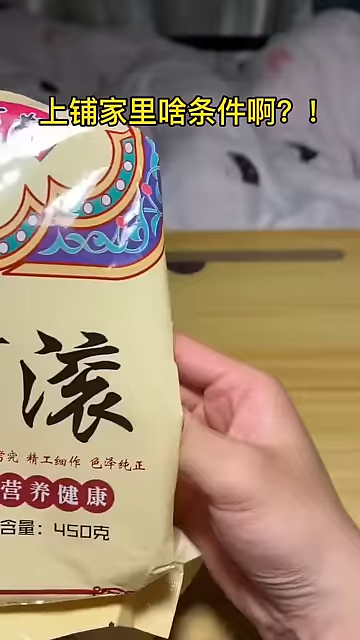 上铺家里啥条件啊？！
滚
精工细作 色泽纯正
营养健康
含量：450克